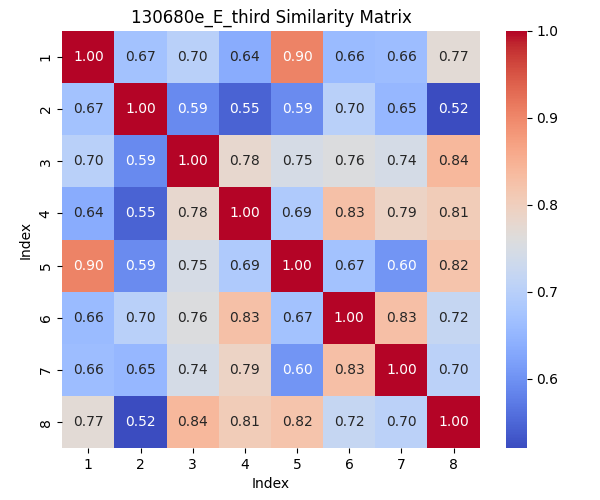 130680e_E_third Similarity Matrix
1 1.00 0.67 0.70 0.64 0.90 0.66 0.66 0.77
2 0.67 1.00 0.59 0.55 0.59 0.70 0.65 0.52
3 0.70 0.59 1.00 0.78 0.75 0.76 0.74 0.84
4 0.64 0.55 0.78 1.00 0.69 0.83 0.79 0.81
5 0.90 0.59 0.75 0.69 1.00 0.67 0.60 0.82
6 0.66 0.70 0.76 0.83 0.67 1.00 0.83 0.72
7 0.66 0.65 0.74 0.79 0.60 0.83 1.00 0.70
8 0.77 0.52 0.84 0.81 0.82 0.72 0.70 1.00
1 2 3 4 5 6 7 8
Index
Index
1.0
0.9
0.8
0.7
0.6